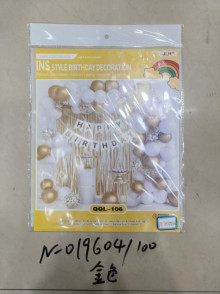 INS STYLE BIRTHDAY DECORATION
HAPPY
BIRTHDAY
QQL-106
N-019604/100
金色